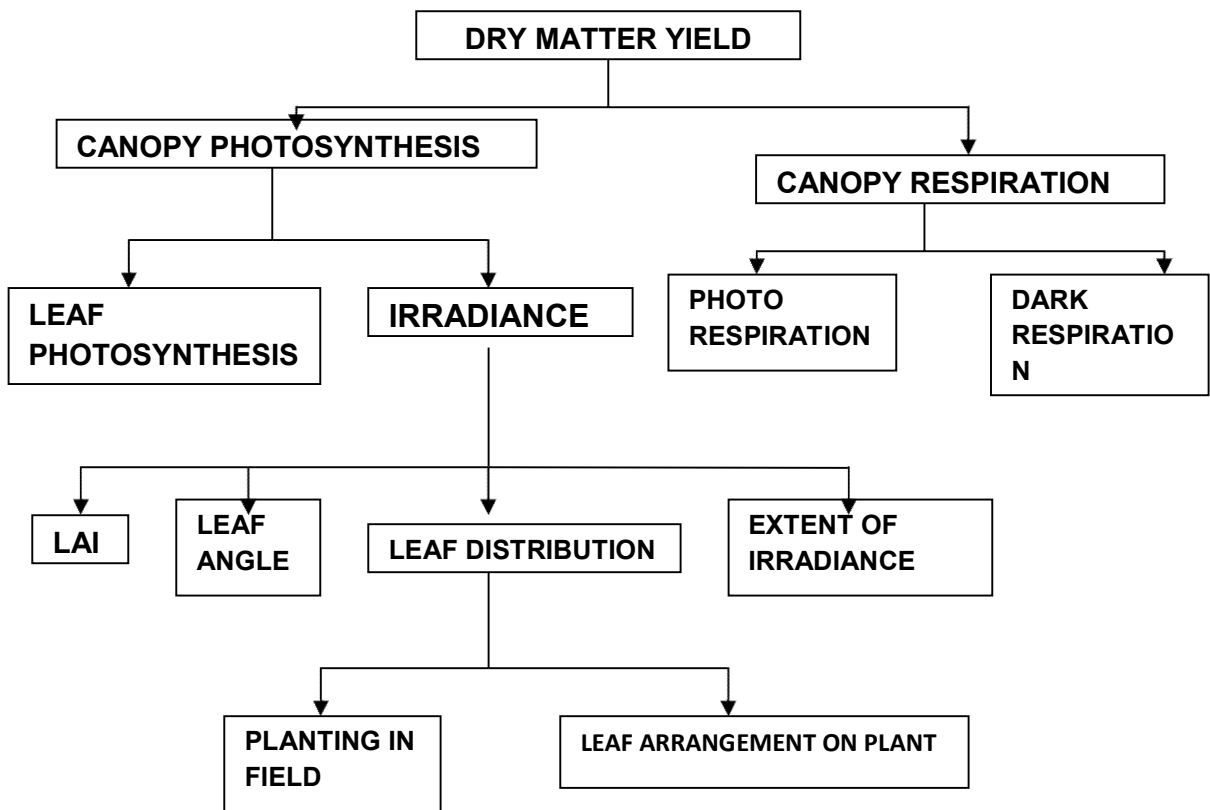 DRY MATTER YIELD
CANOPY PHOTOSYNTHESIS
CANOPY RESPIRATION
LEAF
PHOTOSYNTHESIS
IRRADIANCE
PHOTO
RESPIRATION
DARK
RESPIRATIO
N
LAI
LEAF
ANGLE
LEAF DISTRIBUTION
EXTENT OF
IRRADIANCE
PLANTING IN
FIELD
LEAF ARRANGEMENT ON PLANT